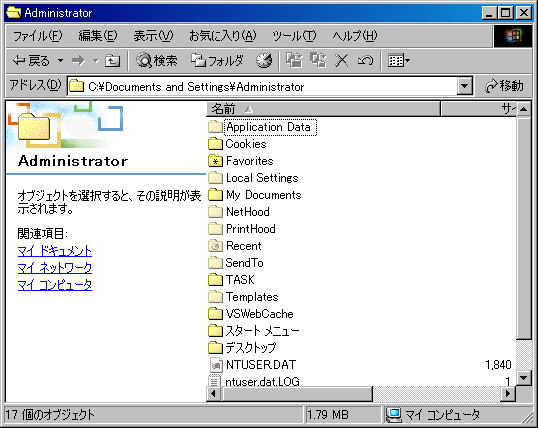 Administrator
ファイル(F) 編集(E) 表示(V) お気に入り(A) ツール(T) ヘルプ(H)
戻る 検索 フォルダ
アドレス(D) C:¥Documents and Settings¥Administrator 移動
Administrator
オブジェクトを選択すると、その説明が表
示されます。
関連項目:
マイ ドキュメント
マイ ネットワーク
マイ コンピュータ
名前 サイ
Application Data
Cookies
Favorites
Local Settings
My Documents
NetHood
PrintHood
Recent
SendTo
TASK
Templates
VSWebCache
スタート メニュー
デスクトップ
NTUSER.DAT 1,840
ntuser.dat.LOG 1
17 個のオブジェクト 1.79 MB マイ コンピュータ